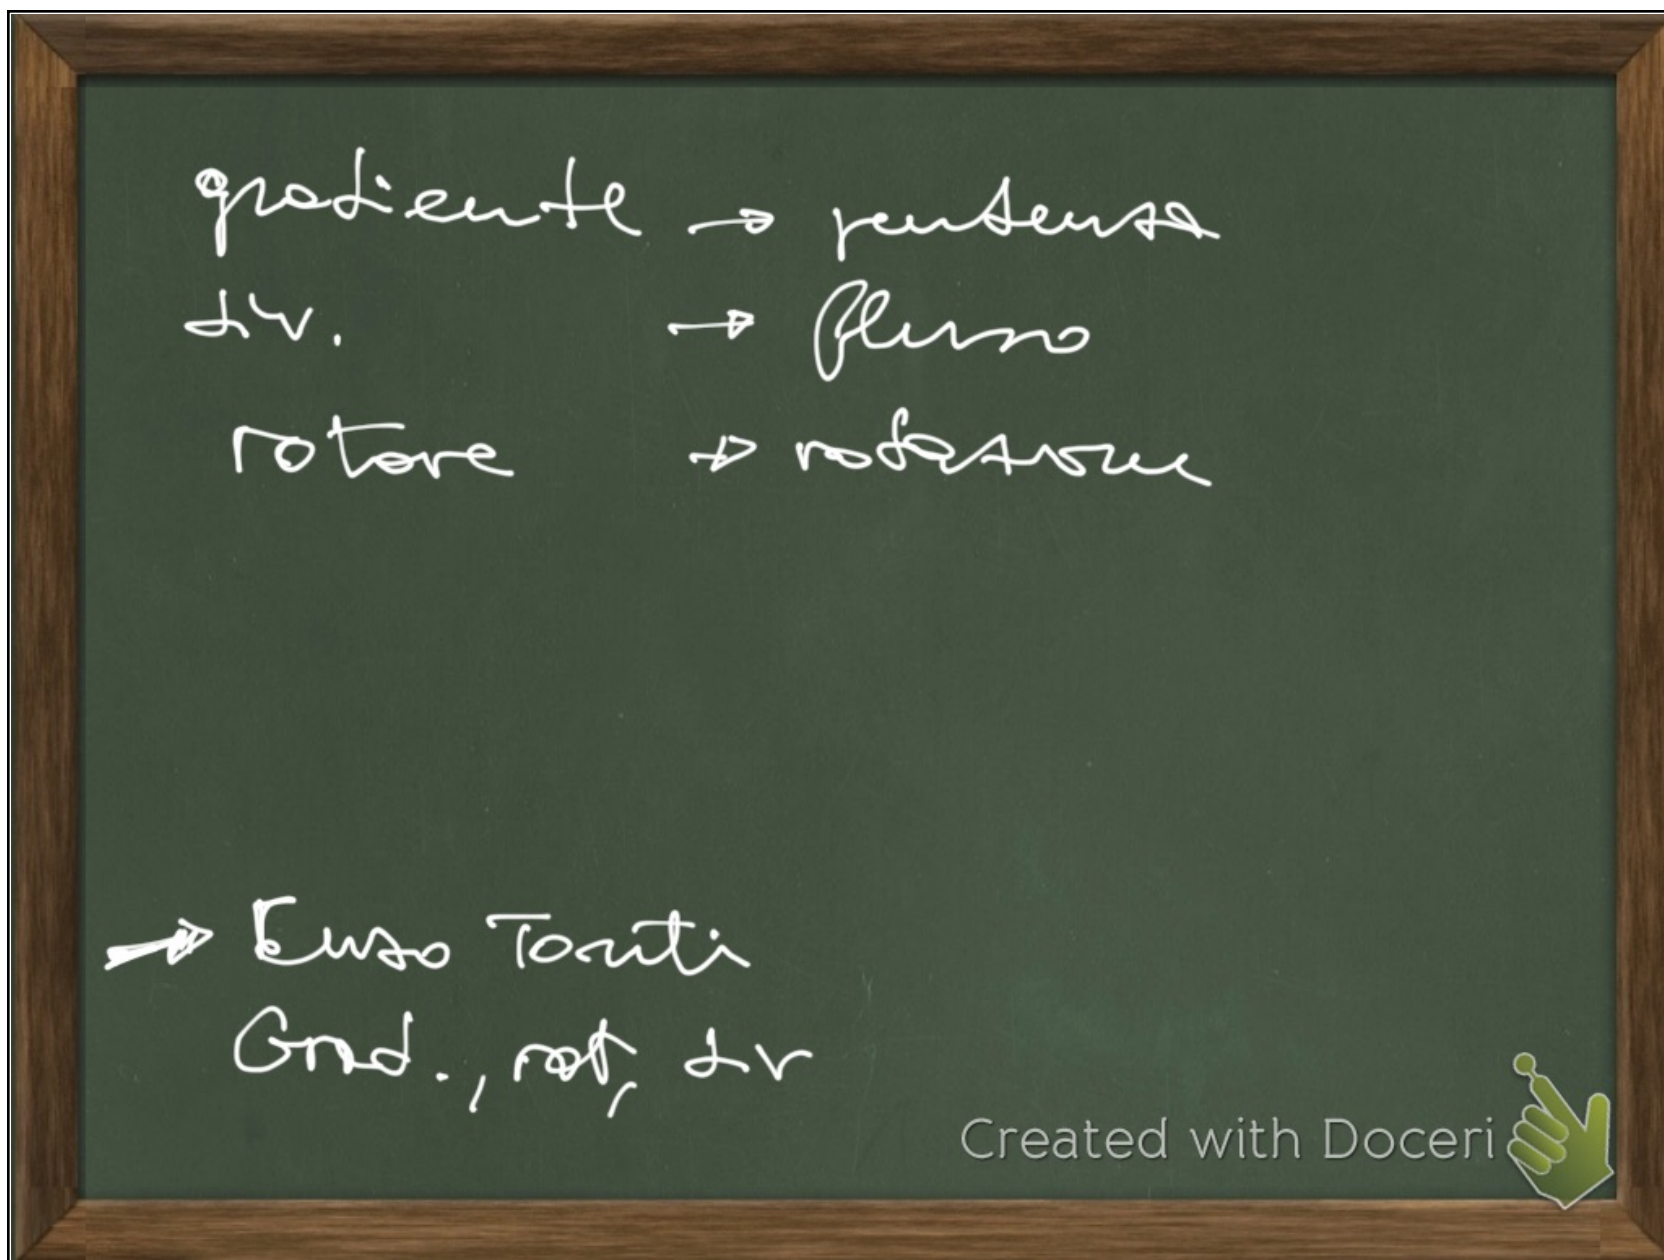 gradiente → pendenza
div. → flusso
rotore → rotazione
→ Enzo Tonti
Grad., rot, div
Created with Doceri